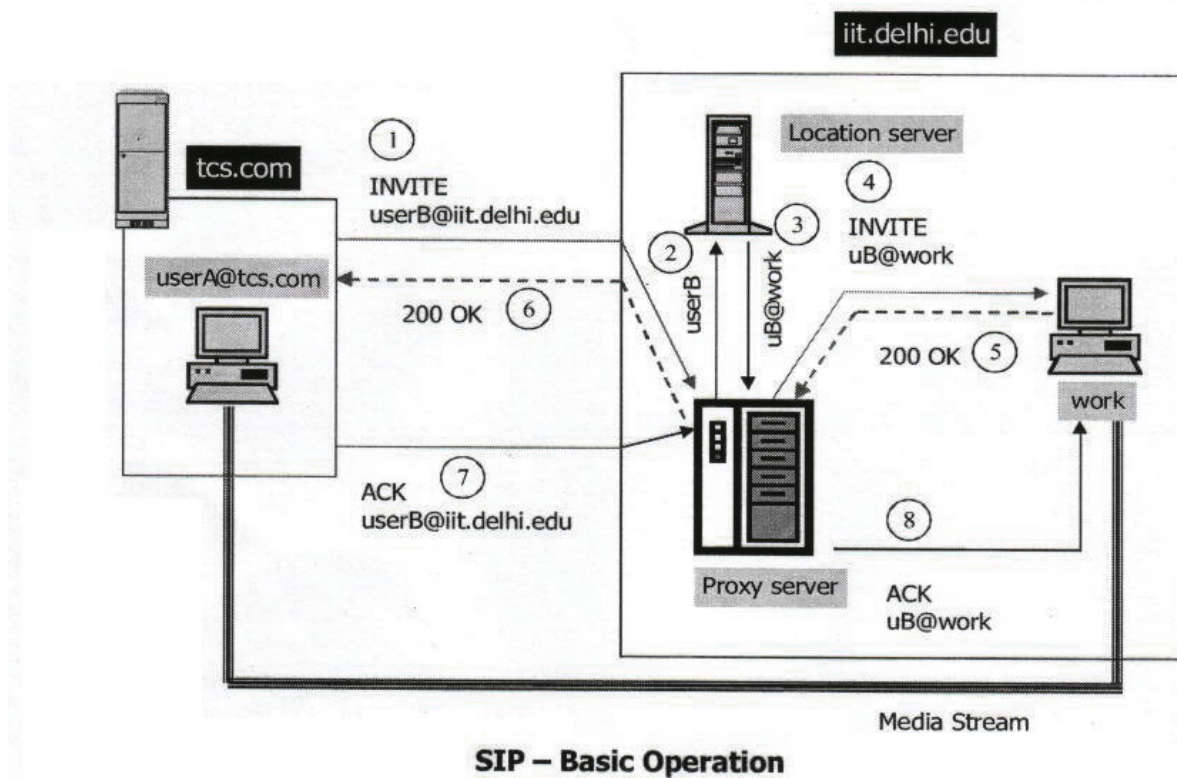 iit.delhi.edu
tcs.com
1
INVITE
userB@iit.delhi.edu
Location server
4
INVITE
uB@work
2
3
userB
uB@work
userA@tcs.com
200 OK 6
200 OK 5
work
7
ACK
userB@iit.delhi.edu
8
Proxy server
ACK
uB@work
Media Stream
SIP – Basic Operation